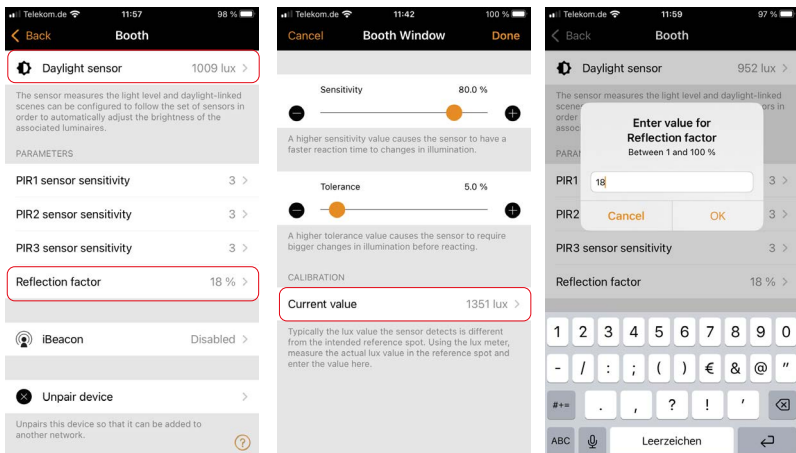 Telekom.de
11:57
98 %
Back
Booth
Daylight sensor
1009 lux
The sensor measures the light level and daylight-linked
scenes can be configured to follow the set of sensors in
order to automatically adjust the brightness of the
associated luminaires.
PARAMETERS
PIR1 sensor sensitivity
3
PIR2 sensor sensitivity
3
PIR3 sensor sensitivity
3
Reflection factor
18 %
iBeacon
Disabled
Unpair device
Unpairs this device so that it can be added to
another network.
?
Telekom.de
11:42
100 %
Cancel
Booth Window
Done
Sensitivity
80.0 %
A higher sensitivity value causes the sensor to have a
faster reaction time to changes in illumination.
Tolerance
5.0 %
A higher tolerance value causes the sensor to require
bigger changes in illumination before reacting.
CALIBRATION
Current value
1351 lux
Typically the lux value the sensor detects is different
from the intended reference spot. Using the lux meter,
measure the actual lux value in the reference spot and
enter the value here.
Telekom.de
11:59
97 %
Back
Booth
Daylight sensor
952 lux
The sensor measures the light level and daylight-linked
Enter value for
Reflection factor
Between 1 and 100 %
18
Cancel
OK
PIR1
3
PIR2
3
PIR3 sensor sensitivity
3
Reflection factor
18 %
1 2 3 4 5 6 7 8 9 0
- / : ; ( ) € & @ "
#+= . , ? ! '
ABC
Leerzeichen